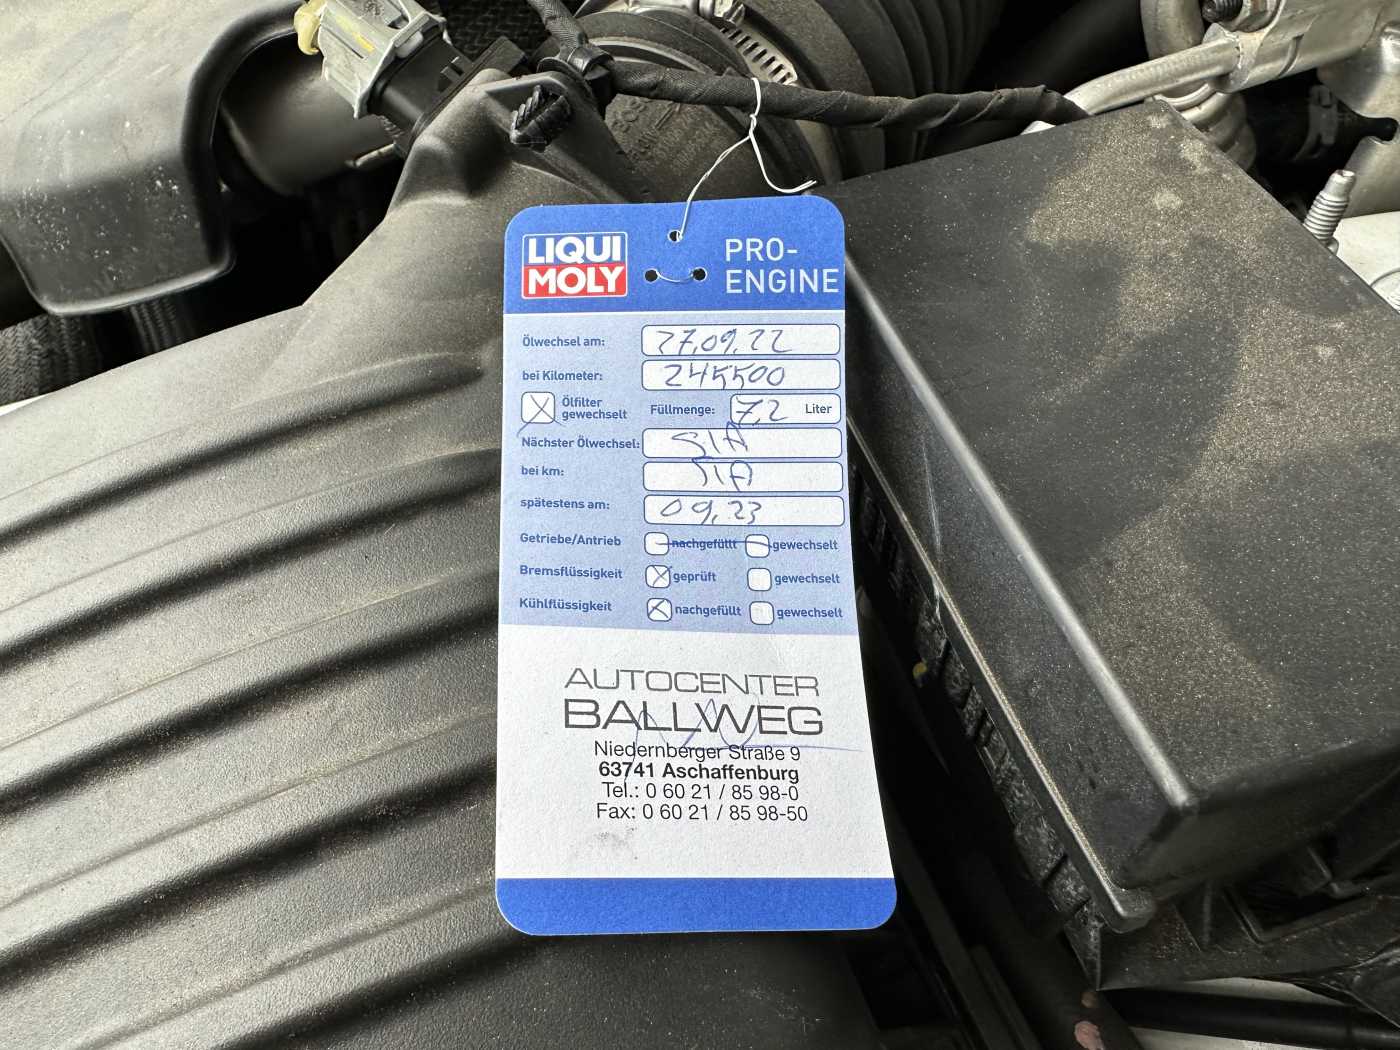 LIQUI
MOLY
PRO-
ENGINE
Ölwechsel am: 27.09.22
bei Kilometer: 245500
Ölfilter
gewechselt
Füllmenge: 7,2 Liter
Nächster Ölwechsel: SIA
bei km: SIA
spätestens am: 09.23
Getriebe/Antrieb nachgefüllt gewechselt
Bremsflüssigkeit geprüft gewechselt
Kühlflüssigkeit nachgefüllt gewechselt
AUTOCENTER
BALLWEG
Niedernberger Straße 9
63741 Aschaffenburg
Tel.: 0 60 21 / 85 98-0
Fax: 0 60 21 / 85 98-50